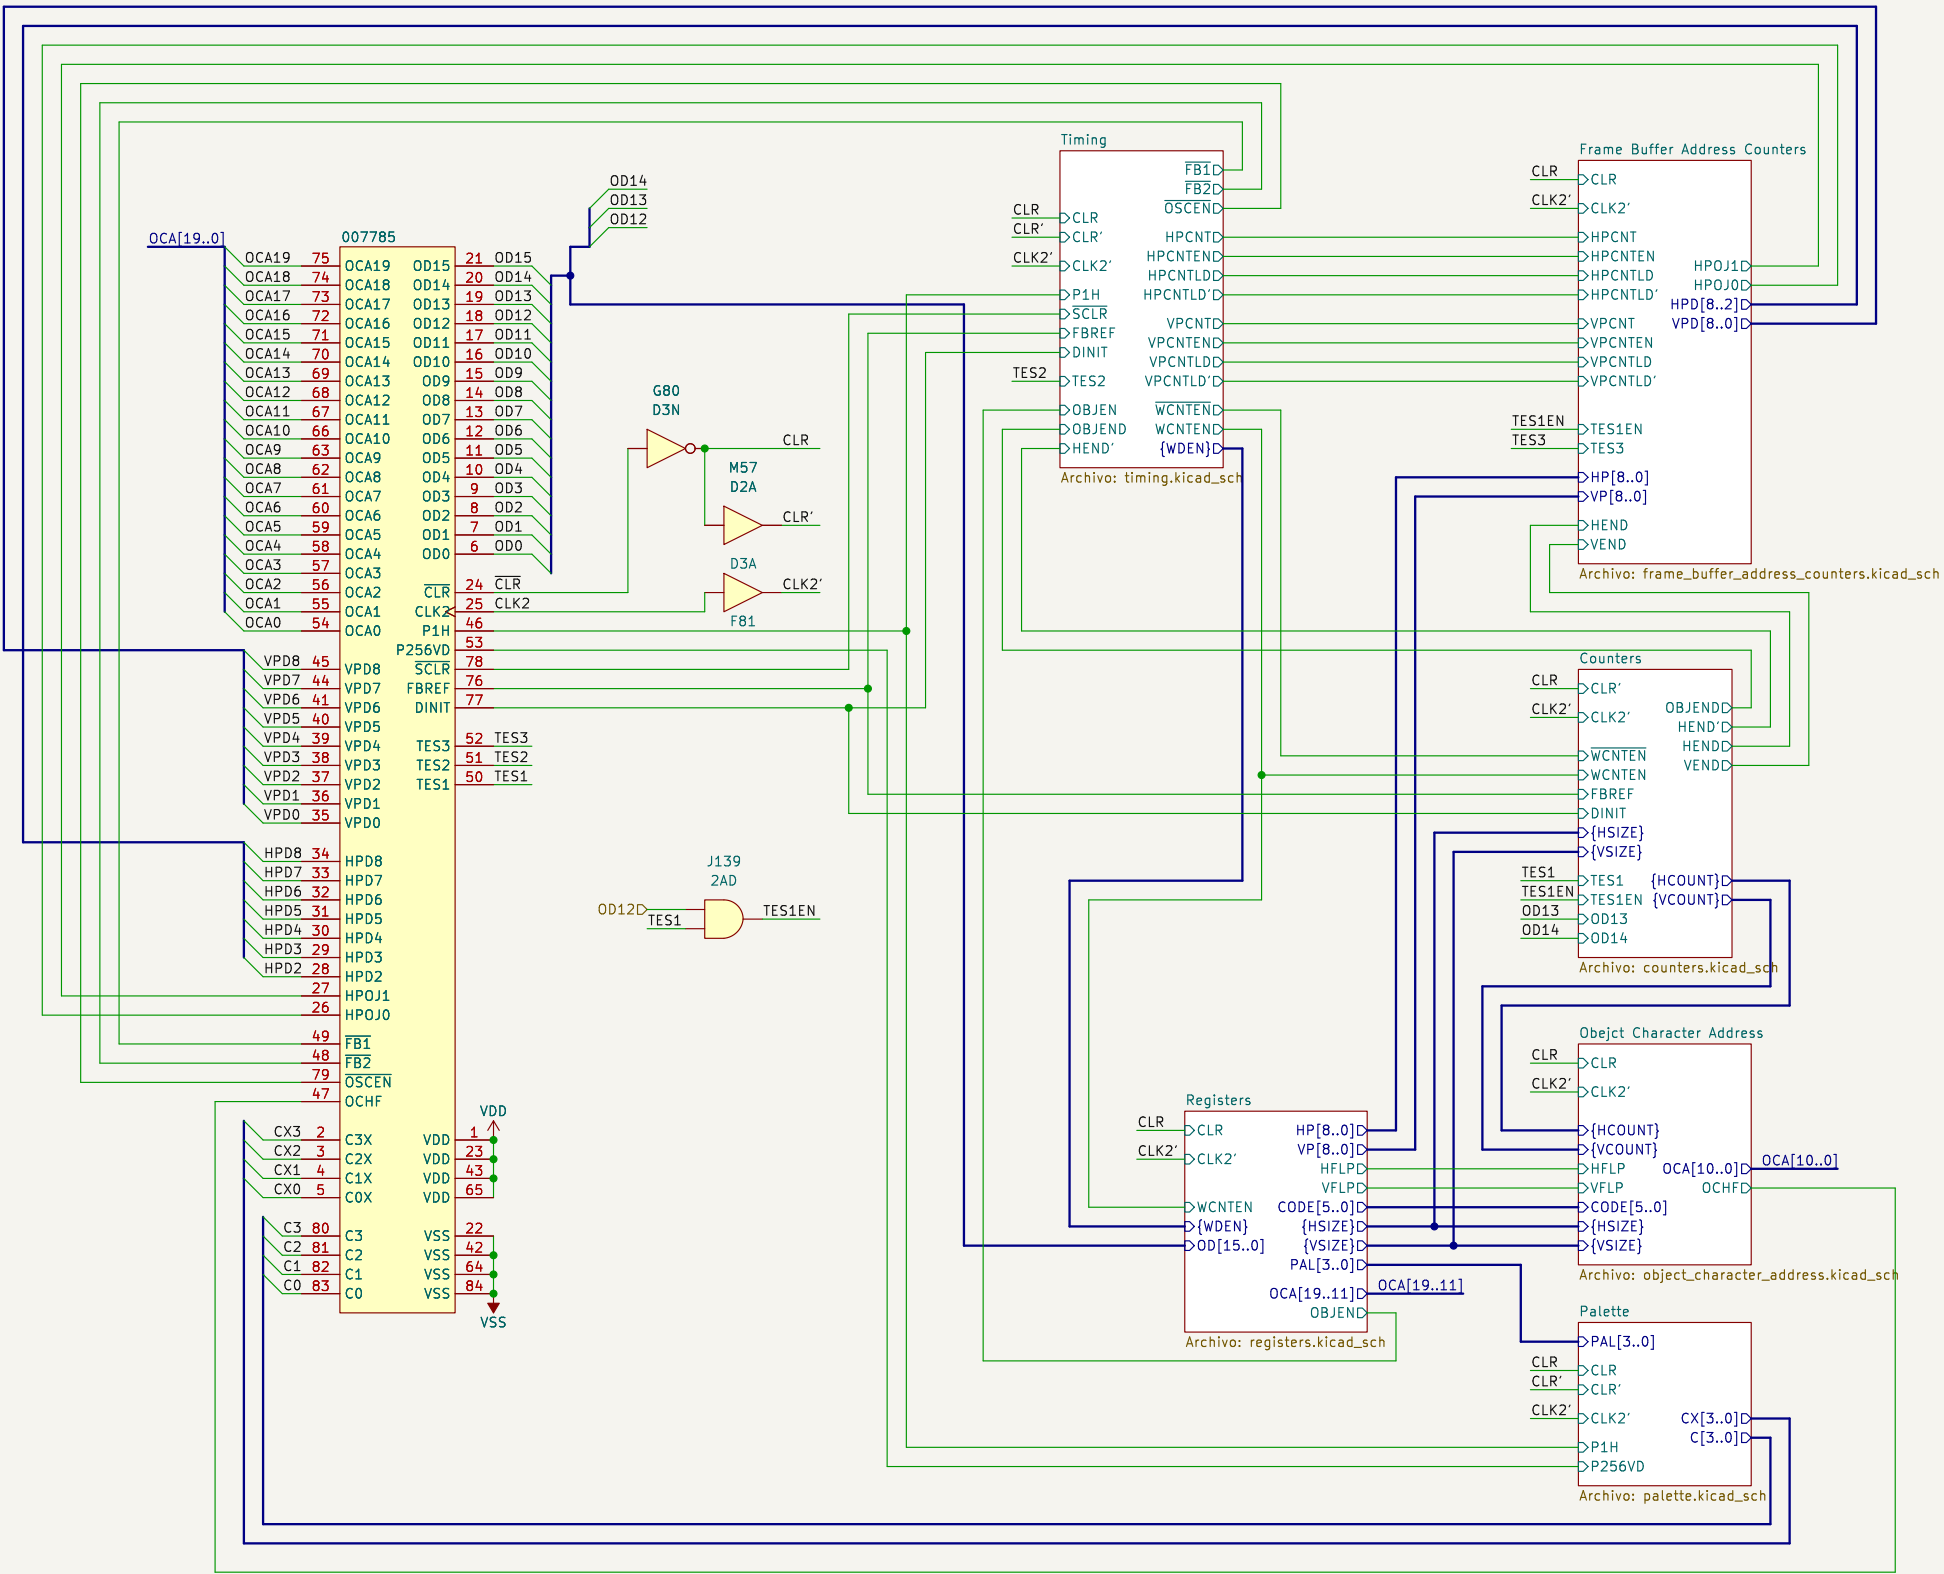 OCA[19..0]
007785
OCA19 75 OCA19 OD15 21 OD15
OCA18 74 OCA18 OD14 20 OD14
OCA17 73 OCA17 OD13 19 OD13
OCA16 72 OCA16 OD12 18 OD12
OCA15 71 OCA15 OD11 17 OD11
OCA14 70 OCA14 OD10 16 OD10
OCA13 69 OCA13 OD9 15 OD9
OCA12 68 OCA12 OD8 14 OD8
OCA11 67 OCA11 OD7 13 OD7
OCA10 66 OCA10 OD6 12 OD6
OCA9 63 OCA9 OD5 11 OD5
OCA8 62 OCA8 OD4 10 OD4
OCA7 61 OCA7 OD3 9 OD3
OCA6 60 OCA6 OD2 8 OD2
OCA5 59 OCA5 OD1 7 OD1
OCA4 58 OCA4 OD0 6 OD0
OCA3 57 OCA3
OCA2 56 OCA2 CLR 24 CLR
OCA1 55 OCA1 CLK2 25 CLK2
OCA0 54 OCA0 P1H 46
P256VD 53
VPD8 45 VPD8 SCLR 78
VPD7 44 VPD7 FBREF 76
VPD6 41 VPD6 DINIT 77
VPD5 40 VPD5
VPD4 39 VPD4 TES3 52 TES3
VPD3 38 VPD3 TES2 51 TES2
VPD2 37 VPD2 TES1 50 TES1
VPD1 36 VPD1
VPD0 35 VPD0
HPD8 34 HPD8
HPD7 33 HPD7
HPD6 32 HPD6
HPD5 31 HPD5
HPD4 30 HPD4
HPD3 29 HPD3
HPD2 28 HPD2
27 HPOJ1
26 HPOJ0
49 FB1
48 FB2
79 OSCEN
47 OCHF
VDD
CX3 2 C3X VDD 1
CX2 3 C2X VDD 23
CX1 4 C1X VDD 43
CX0 5 C0X VDD 65
C3 80 C3 VSS 22
C2 81 C2 VSS 42
C1 82 C1 VSS 64
C0 83 C0 VSS 84
VSS
OD14
OD13
OD12
G80
D3N
CLR
M57
D2A
CLR'
D3A
CLK2'
F81
J139
2AD
OD12
TES1
TES1EN
Timing
FB1
FB2
OSCEN
CLR CLR
CLR' CLR' HPCNT
HPCNTEN
CLK2' CLK2'
HPCNTLD
P1H HPCNTLD'
SCLR
VPCNT
FBREF
VPCNTEN
DINIT
VPCNTLD
TES2 TES2 VPCNTLD'
OBJEN WCNTEN
OBJEND WCNTEN
HEND' {WDEN}
Archivo: timing.kicad_sch
Frame Buffer Address Counters
CLR CLR
CLK2' CLK2'
HPCNT
HPCNTEN
HPOJ1
HPCNTLD
HPOJ0
HPCNTLD'
HPD[8..2]
VPCNT VPD[8..0]
VPCNTEN
VPCNTLD
VPCNTLD'
TES1EN TES1EN
TES3 TES3
HP[8..0]
VP[8..0]
HEND
VEND
Archivo: frame_buffer_address_counters.kicad_sch
Counters
CLR CLR'
OBJEND
CLK2' CLK2'
HEND'
HEND
WCNTEN
VEND
WCNTEN
FBREF
DINIT
{HSIZE}
{VSIZE}
TES1 TES1 {HCOUNT}
TES1EN TES1EN {VCOUNT}
OD13 OD13
OD14 OD14
Archivo: counters.kicad_sch
Obejct Character Address
CLR CLR
CLK2' CLK2'
{HCOUNT}
{VCOUNT}
HFLP OCA[10..0] OCA[10..0]
VFLP OCHF
CODE[5..0]
{HSIZE}
{VSIZE}
Archivo: object_character_address.kicad_sch
Registers
CLR CLR HP[8..0]
VP[8..0]
CLK2' CLK2'
HFLP
VFLP
WCNTEN CODE[5..0]
{WDEN} {HSIZE}
OD[15..0] {VSIZE}
PAL[3..0]
OCA[19..11] OCA[19..11]
OBJEN
Archivo: registers.kicad_sch
Palette
PAL[3..0]
CLR CLR
CLR' CLR'
CLK2' CLK2' CX[3..0]
C[3..0]
P1H
P256VD
Archivo: palette.kicad_sch